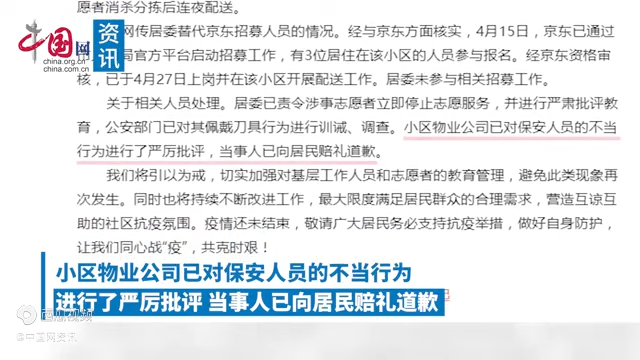 愿者消杀分拣后连夜配送。
中国网
china.org.cn
china.com.cn
资讯
网传居委替代京东招募人员的情况。经与京东方面核实，4月15日，京东已通过
局官方平台启动招募工作，有3位居住在该小区的人员参与报名。经京东资格审
核，已于4月27日上岗并在该小区开展配送工作。居委未参与相关招募工作。
关于相关人员处理。居委已责令涉事志愿者立即停止志愿服务，并进行严肃批评教
育，公安部门已对其佩戴刀具行为进行训诫、调查。小区物业公司已对保安人员的不当
行为进行了严厉批评，当事人已向居民赔礼道歉。
我们将引以为戒，切实加强对基层工作人员和志愿者的教育管理，避免此类现象再
次发生。同时也将持续不断改进工作，最大限度满足居民群众的合理需求，营造互谅互
助的社区抗疫氛围。疫情还未结束，敬请广大居民务必支持抗疫举措，做好自身防护，
让我们同心战“疫”，共克时艰！
小区物业公司已对保安人员的不当行为
进行了严厉批评 当事人已向居民赔礼道歉
西瓜视频
@中国网资讯